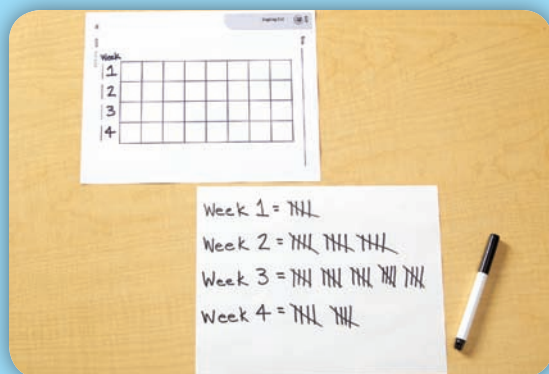 Week
1
2
3
4
Week 1 = 𝍸
Week 2 = 𝍸 𝍸 𝍸
Week 3 = 𝍸 𝍸 𝍸 𝍸 𝍸
Week 4 = 𝍸 𝍸